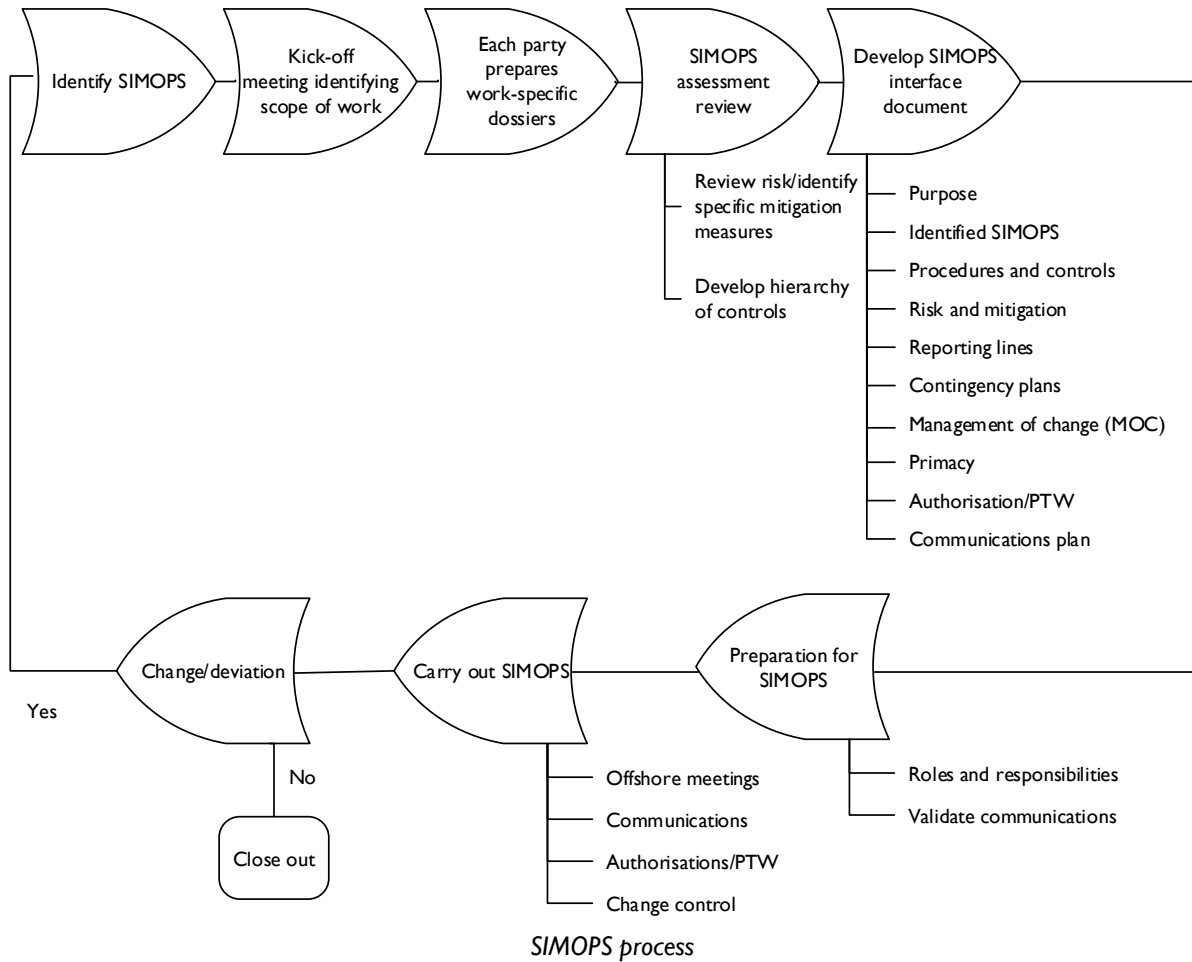 Identify SIMOPS
Kick-off
meeting identifying
scope of work
Each party
prepares
work-specific
dossiers
SIMOPS
assessment
review
Develop SIMOPS
interface
document
Review risk/identify
specific mitigation
measures
Develop hierarchy
of controls
Purpose
Identified SIMOPS
Procedures and controls
Risk and mitigation
Reporting lines
Contingency plans
Management of change (MOC)
Primacy
Authorisation/PTW
Communications plan
Preparation for
SIMOPS
Roles and responsibilities
Validate communications
Carry out SIMOPS
Offshore meetings
Communications
Authorisations/PTW
Change control
Change/deviation
Yes
No
Close out
SIMOPS process